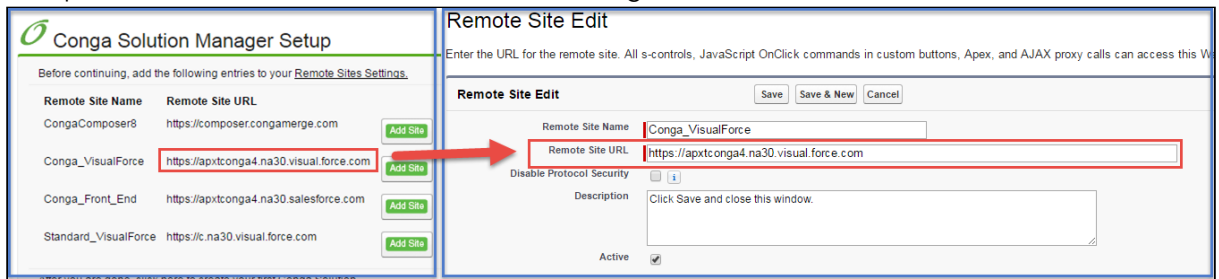 Conga Solution Manager Setup
Before continuing, add the following entries to your Remote Sites Settings.
Remote Site Name Remote Site URL
CongaComposer8 https://composer.congamerge.com Add Site
Conga_VisualForce https://apxtconga4.na30.visual.force.com Add Site
Conga_Front_End https://apxtconga4.na30.salesforce.com Add Site
Standard_VisualForce https://c.na30.visual.force.com Add Site
Remote Site Edit
Enter the URL for the remote site. All s-controls, JavaScript OnClick commands in custom buttons, Apex, and AJAX proxy calls can access this
Remote Site Edit Save Save & New Cancel
Remote Site Name Conga_VisualForce
Remote Site URL https://apxtconga4.na30.visual.force.com
Disable Protocol Security i
Description Click Save and close this window.
Active